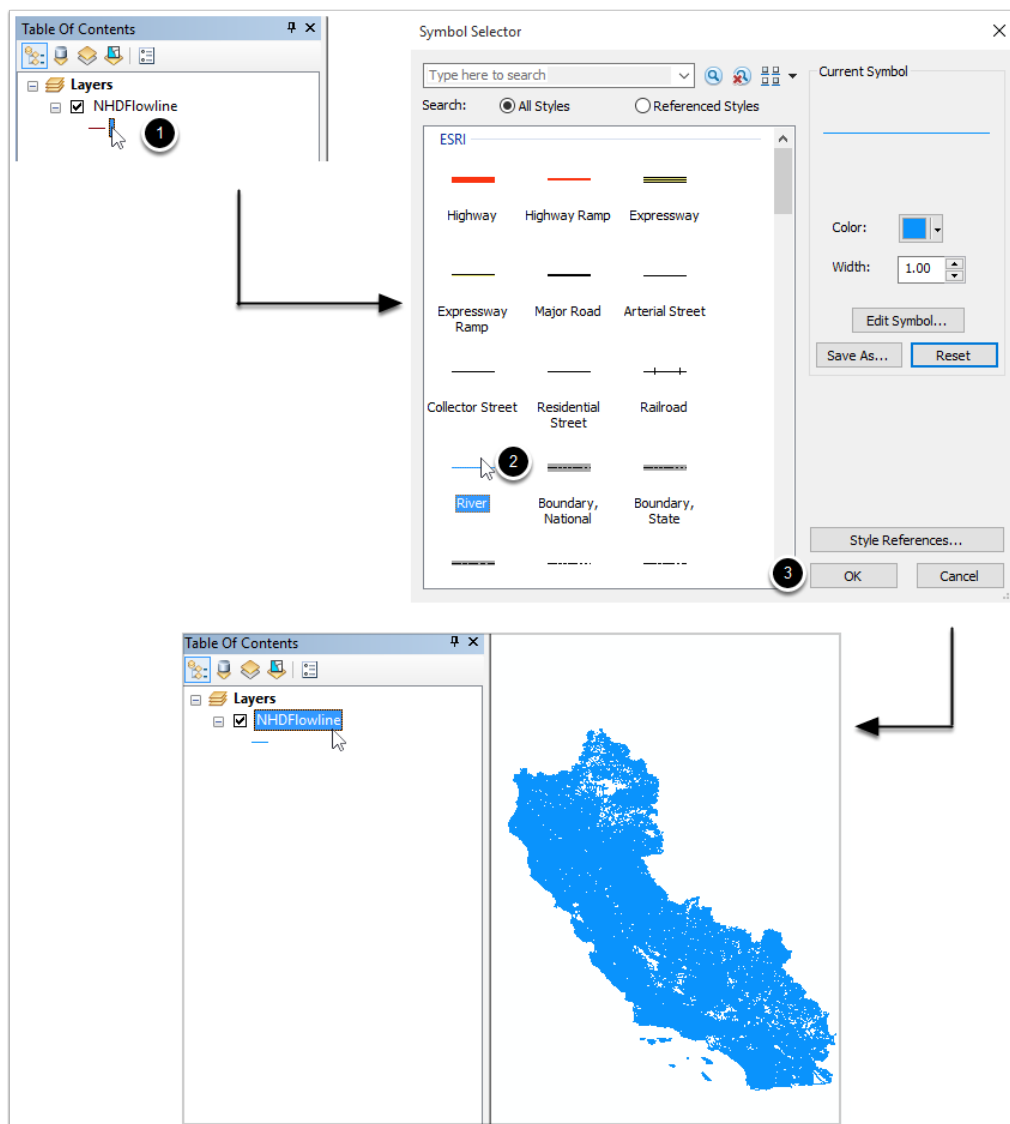 Table Of Contents
Layers
NHDFlowline
1
Symbol Selector
Type here to search
Search:
All Styles
Referenced Styles
ESRI
Highway
Highway Ramp
Expressway
Expressway
Ramp
Major Road
Arterial Street
Collector Street
Residential
Street
Railroad
2
River
Boundary,
National
Boundary,
State
Current Symbol
Color:
Width:
1.00
Edit Symbol...
Save As...
Reset
Style References...
3
OK
Cancel
Table Of Contents
Layers
NHDFlowline